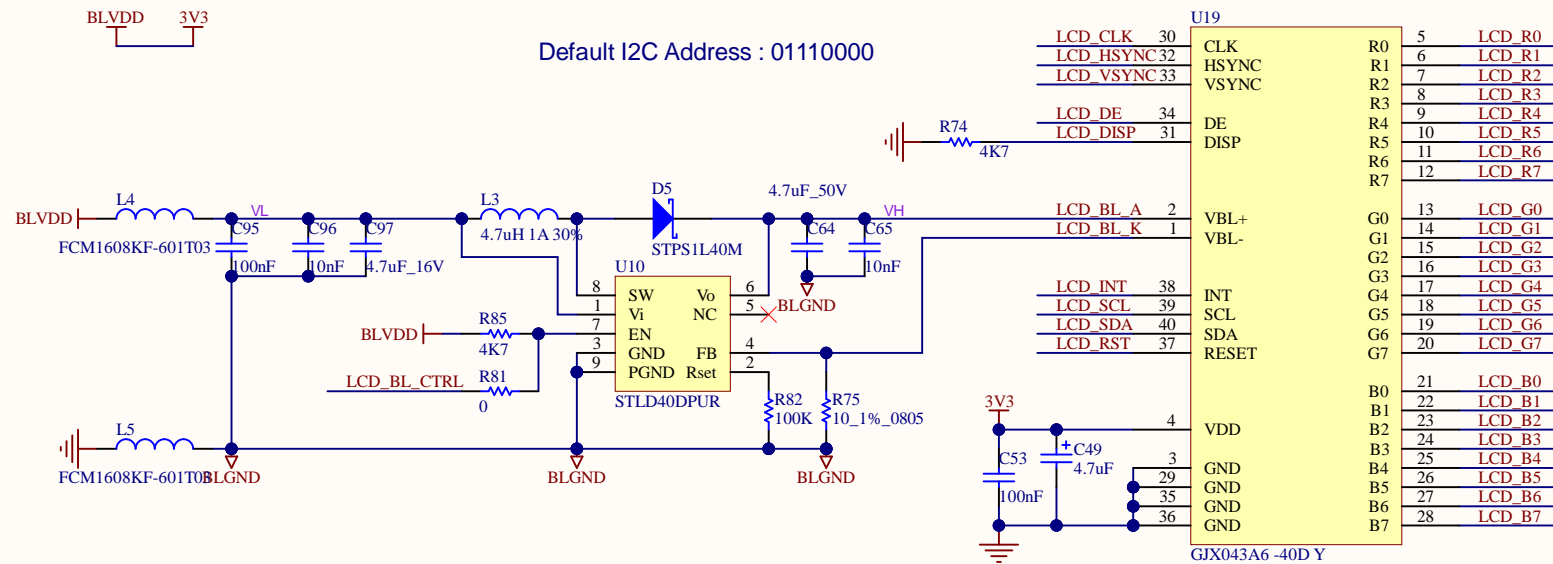 BLVDD 3V3
Default I2C Address : 01110000
U19
LCD_CLK 30 CLK R0 5 LCD_R0
LCD_HSYNC 32 HSYNC R1 6 LCD_R1
LCD_VSYNC 33 VSYNC R2 7 LCD_R2
R3 8 LCD_R3
LCD_DE 34 DE R4 9 LCD_R4
R74 4K7 LCD_DISP 31 DISP R5 10 LCD_R5
R6 11 LCD_R6
R7 12 LCD_R7
BLVDD L4 VL L3 D5 4.7uF_50V VH LCD_BL_A 2 VBL+ G0 13 LCD_G0
FCM1608KF-601T03 C95 C96 C97 4.7uH 1A 30% STPS1L40M C64 C65 LCD_BL_K 1 VBL- G1 14 LCD_G1
G2 15 LCD_G2
100nF 10nF 4.7uF_16V U10 10nF G3 16 LCD_G3
8 SW Vo 6 BLGND LCD_INT 38 INT G4 17 LCD_G4
1 Vi NC 5 LCD_SCL 39 SCL G5 18 LCD_G5
BLVDD R85 4K7 7 EN LCD_SDA 40 SDA G6 19 LCD_G6
3 GND FB 4 LCD_RST 37 RESET G7 20 LCD_G7
9 PGND Rset 2
LCD_BL_CTRL R81 0 STLD40DPUR R82 100K R75 10_1%_0805
B0 21 LCD_B0
3V3 B1 22 LCD_B1
4 VDD B2 23 LCD_B2
L5 C53 C49 B3 24 LCD_B3
4.7uF 3 GND B4 25 LCD_B4
FCM1608KF-601T03 BLGND BLGND BLGND 100nF 29 GND B5 26 LCD_B5
35 GND B6 27 LCD_B6
36 GND B7 28 LCD_B7
GJX043A6 -40D Y